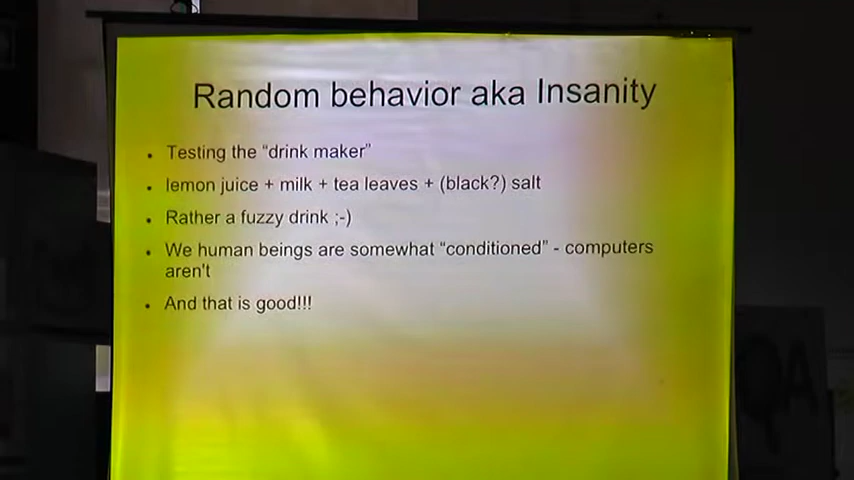 Random behavior aka Insanity
• Testing the “drink maker”
• lemon juice + milk + tea leaves + (black?) salt
• Rather a fuzzy drink ;-)
• We human beings are somewhat “conditioned” - computers
aren't
• And that is good!!!
QA